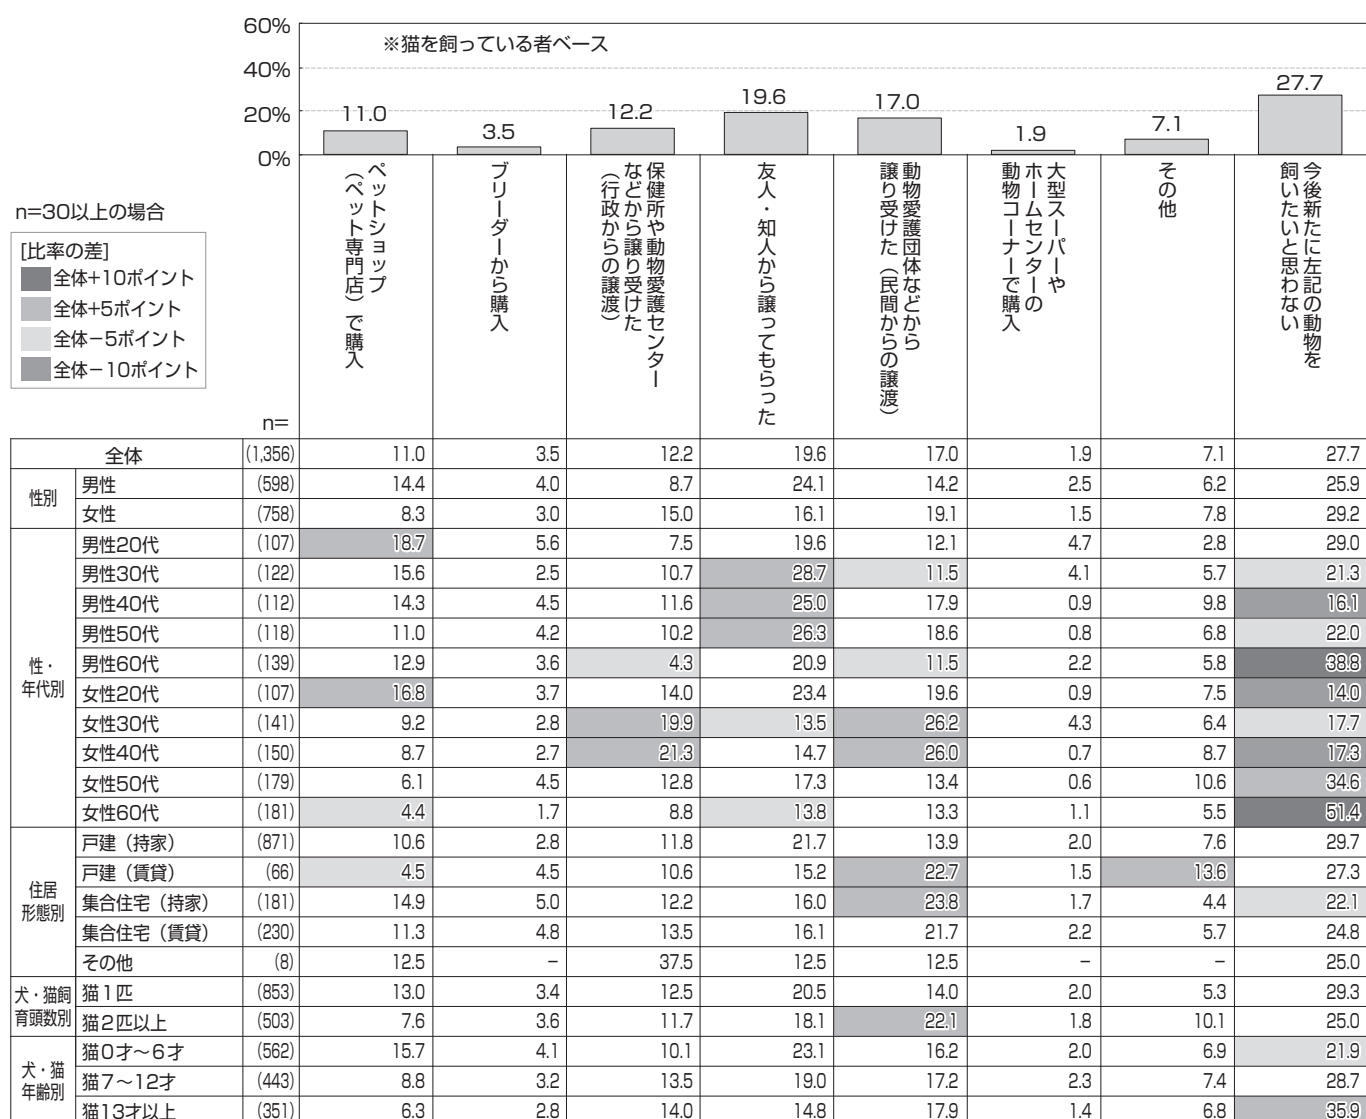 60%
※猫を飼っている者ベース
40%
20%
0%
11.0
3.5
12.2
19.6
17.0
1.9
7.1
27.7
n=30以上の場合
[比率の差]
全体+10ポイント
全体+5ポイント
全体−5ポイント
全体−10ポイント
ペットショップ
（ペット専門店）で購入
ブリーダーから購入
保健所や動物愛護センター
などから譲り受けた
（行政からの譲渡）
友人・知人から譲ってもらった
動物愛護団体などから
譲り受けた（民間からの譲渡）
大型スーパーや
ホームセンターの
動物コーナーで購入
その他
今後新たに左記の動物を
飼いたいと思わない
n=
全体 (1,356) 11.0 3.5 12.2 19.6 17.0 1.9 7.1 27.7
性別
男性 (598) 14.4 4.0 8.7 24.1 14.2 2.5 6.2 25.9
女性 (758) 8.3 3.0 15.0 16.1 19.1 1.5 7.8 29.2
性・
年代別
男性20代 (107) 18.7 5.6 7.5 19.6 12.1 4.7 2.8 29.0
男性30代 (122) 15.6 2.5 10.7 28.7 11.5 4.1 5.7 21.3
男性40代 (112) 14.3 4.5 11.6 25.0 17.9 0.9 9.8 16.1
男性50代 (118) 11.0 4.2 10.2 26.3 18.6 0.8 6.8 22.0
男性60代 (139) 12.9 3.6 4.3 20.9 11.5 2.2 5.8 38.8
女性20代 (107) 16.8 3.7 14.0 23.4 19.6 0.9 7.5 14.0
女性30代 (141) 9.2 2.8 19.9 13.5 26.2 4.3 6.4 17.7
女性40代 (150) 8.7 2.7 21.3 14.7 26.0 0.7 8.7 17.3
女性50代 (179) 6.1 4.5 12.8 17.3 13.4 0.6 10.6 34.6
女性60代 (181) 4.4 1.7 8.8 13.8 13.3 1.1 5.5 51.4
住居
形態別
戸建（持家） (871) 10.6 2.8 11.8 21.7 13.9 2.0 7.6 29.7
戸建（賃貸） (66) 4.5 4.5 10.6 15.2 22.7 1.5 13.6 27.3
集合住宅（持家） (181) 14.9 5.0 12.2 16.0 23.8 1.7 4.4 22.1
集合住宅（賃貸） (230) 11.3 4.8 13.5 16.1 21.7 2.2 5.7 24.8
その他 (8) 12.5 − 37.5 12.5 12.5 − − 25.0
犬・猫飼
育頭数別
猫1匹 (853) 13.0 3.4 12.5 20.5 14.0 2.0 5.3 29.3
猫2匹以上 (503) 7.6 3.6 11.7 18.1 22.1 1.8 10.1 25.0
犬・猫
年齢別
猫0才～6才 (562) 15.7 4.1 10.1 23.1 16.2 2.0 6.9 21.9
猫7～12才 (443) 8.8 3.2 13.5 19.0 17.2 2.3 7.4 28.7
猫13才以上 (351) 6.3 2.8 14.0 14.8 17.9 1.4 6.8 35.9